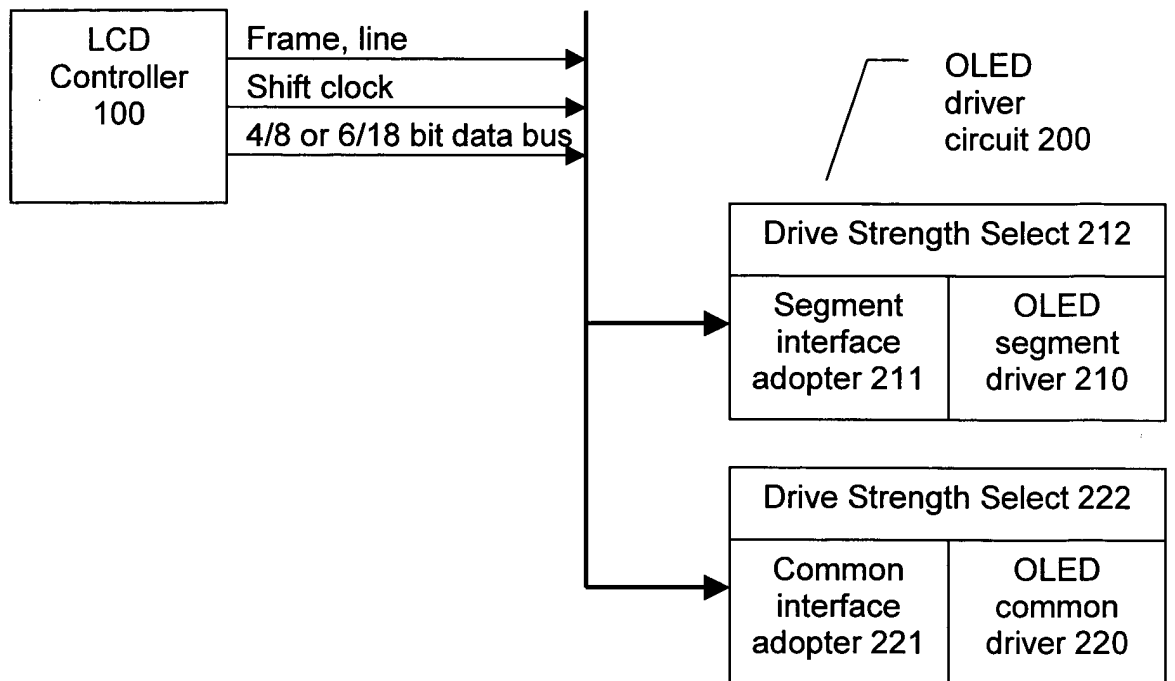 LCD
Controller
100
Frame, line
Shift clock
4/8 or 6/18 bit data bus
OLED
driver
circuit 200
Drive Strength Select 212
Segment
interface
adopter 211
OLED
segment
driver 210
Drive Strength Select 222
Common
interface
adopter 221
OLED
common
driver 220